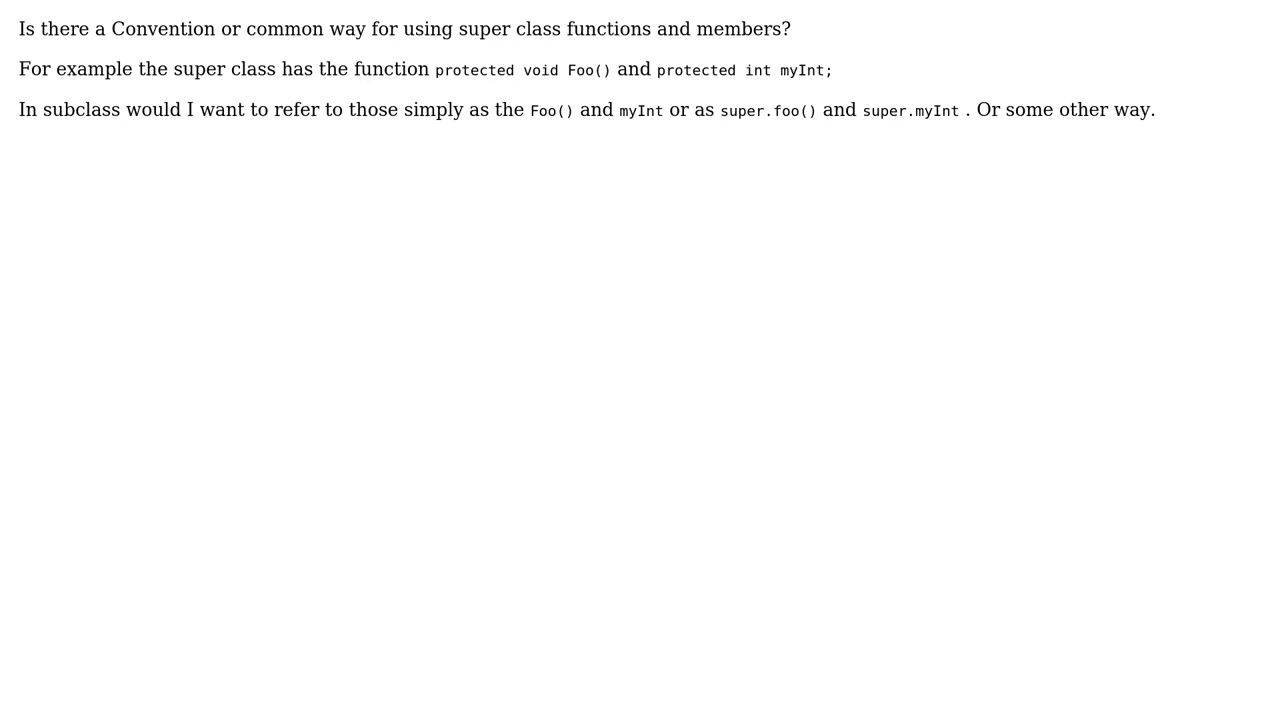 Is there a Convention or common way for using super class functions and members?
For example the super class has the function protected void Foo() and protected int myInt;
In subclass would I want to refer to those simply as the Foo() and myInt or as super.foo() and super.myInt . Or some other way.